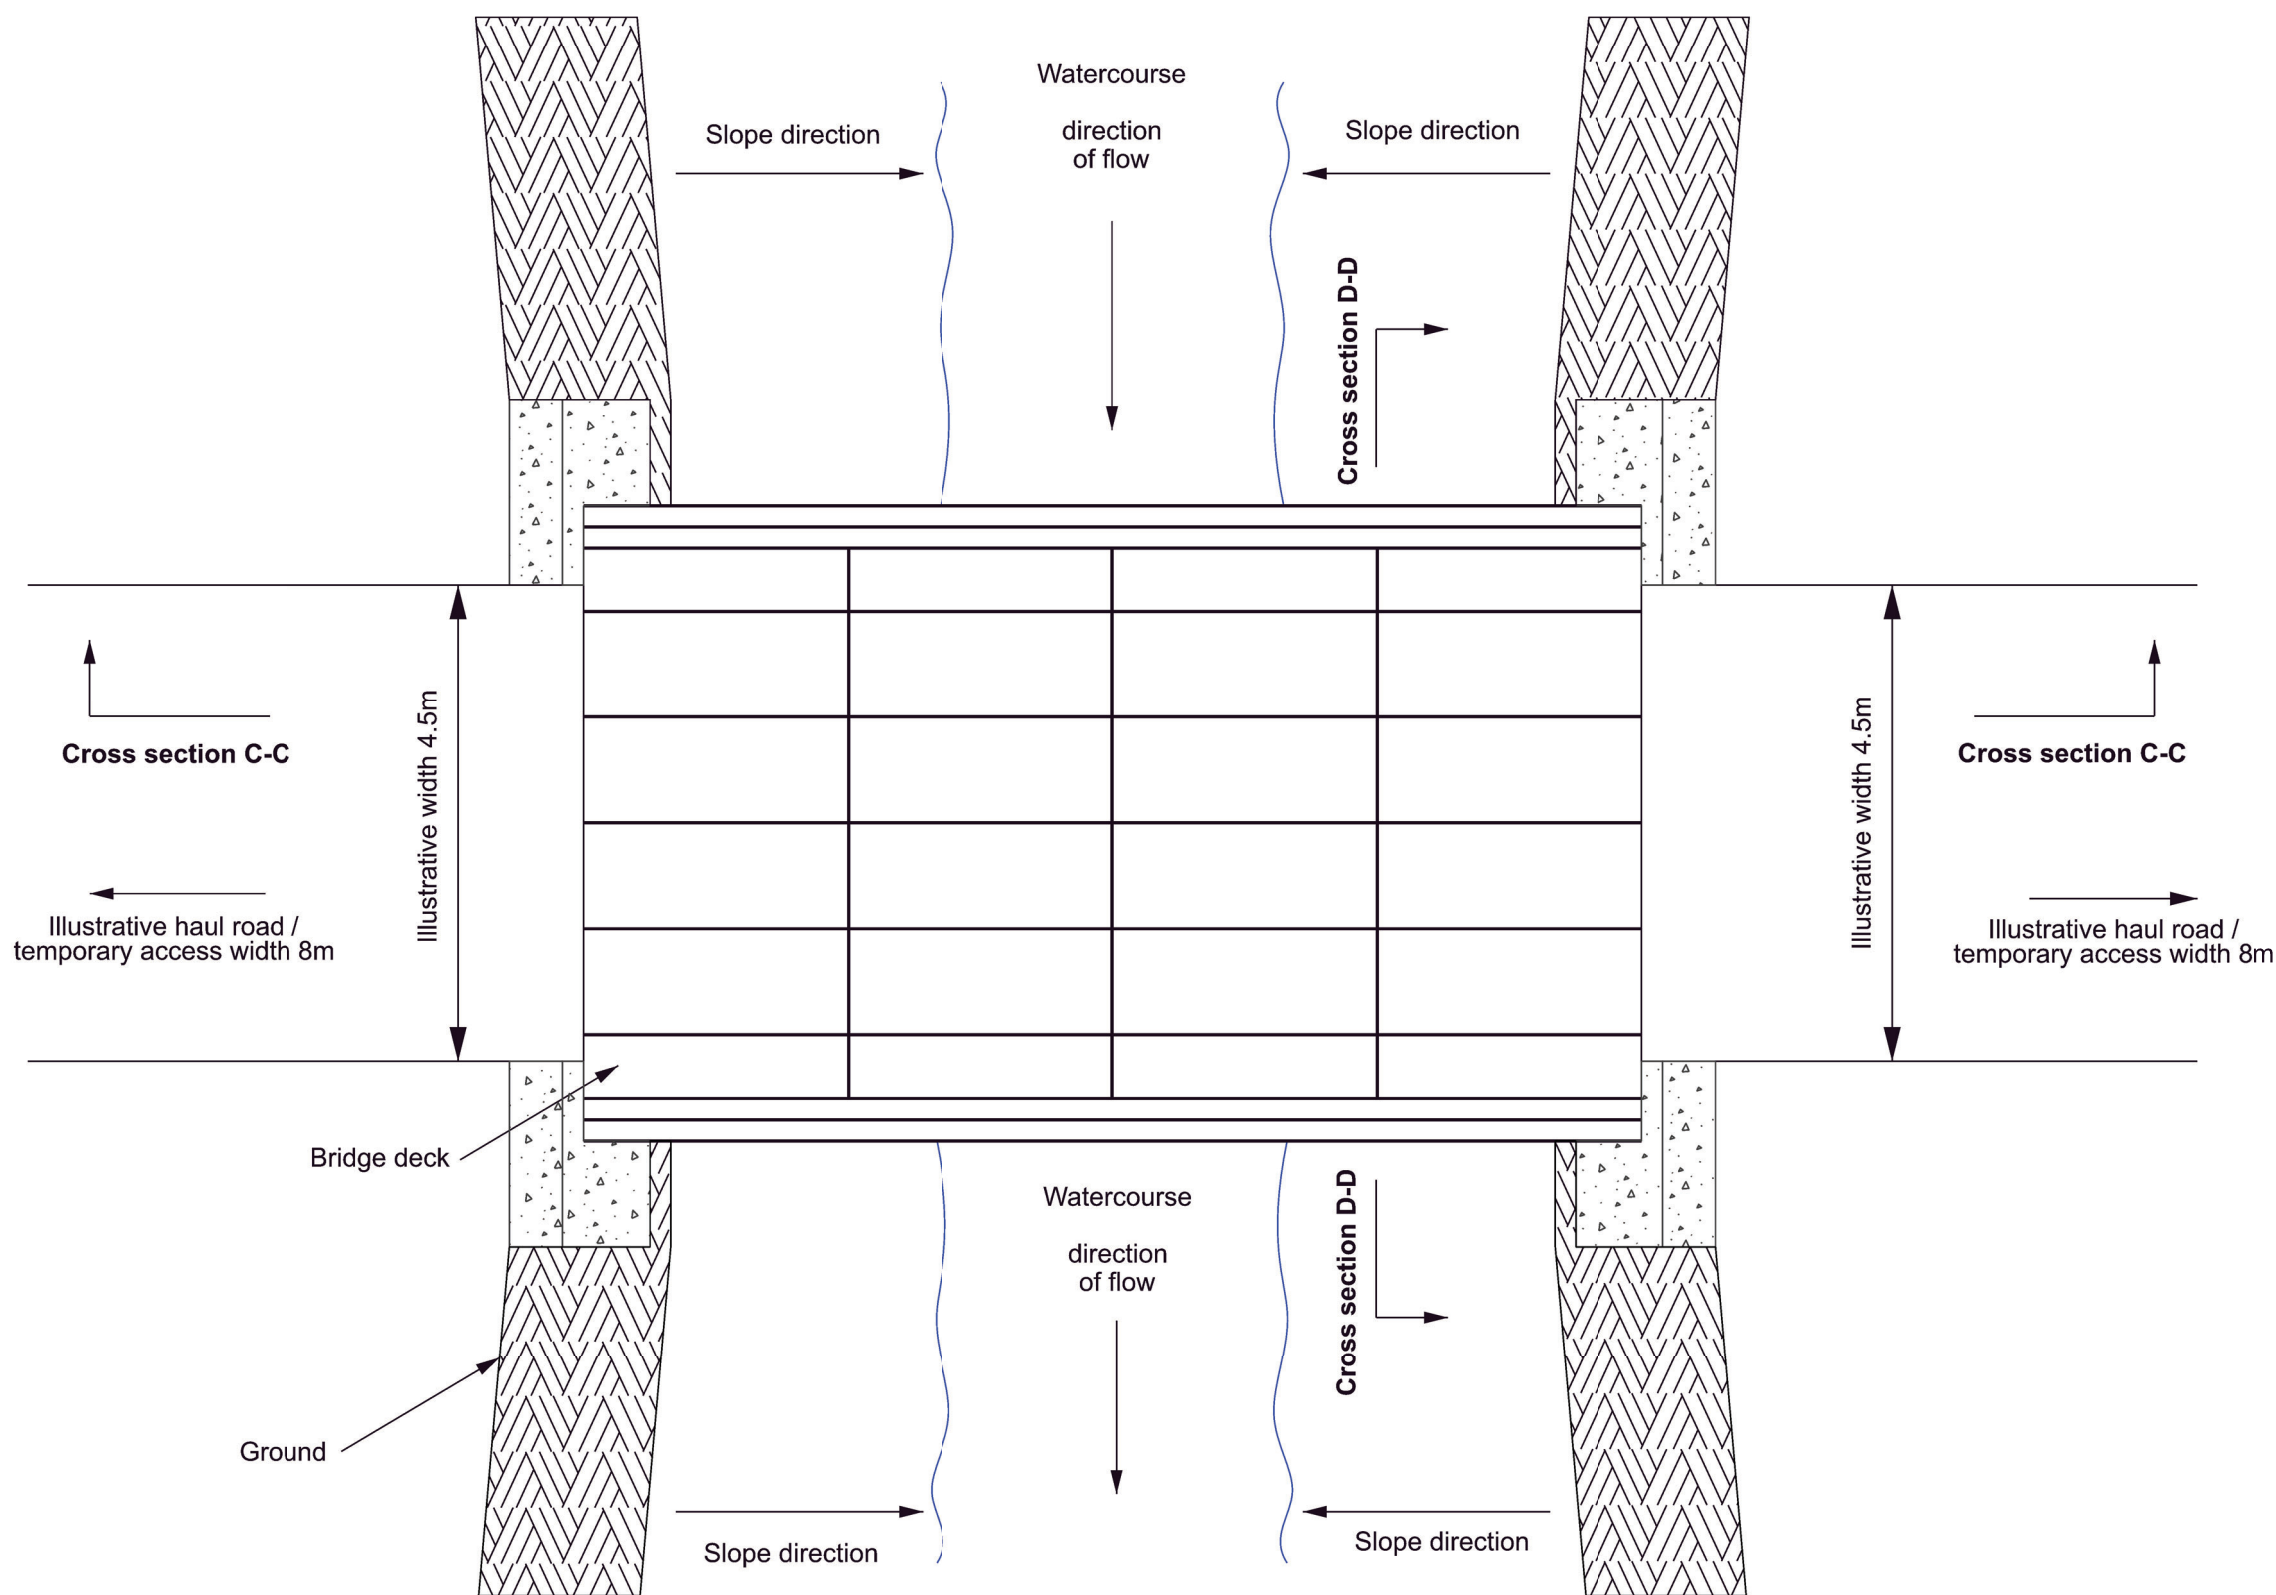 Watercourse
direction
of flow
Slope direction
Slope direction
Cross section D-D
Illustrative width 4.5m
Illustrative width 4.5m
Cross section C-C
Cross section C-C
Illustrative haul road /
temporary access width 8m
Illustrative haul road /
temporary access width 8m
Bridge deck
Watercourse
direction
of flow
Cross section D-D
Ground
Slope direction
Slope direction